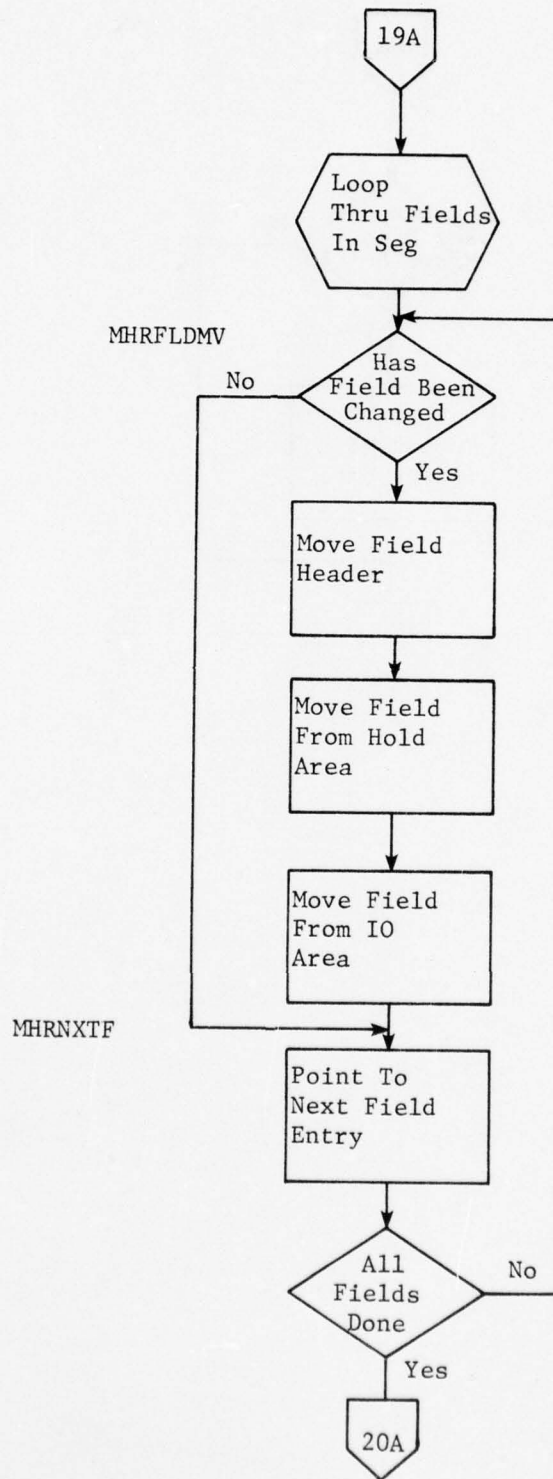 19A
Loop
Thru Fields
In Seg
MHRFLDMV
Has
Field Been
Changed
No
Yes
Move Field
Header
Move Field
From Hold
Area
Move Field
From IO
Area
MHRNXTF
Point To
Next Field
Entry
All
Fields
Done
No
Yes
20A